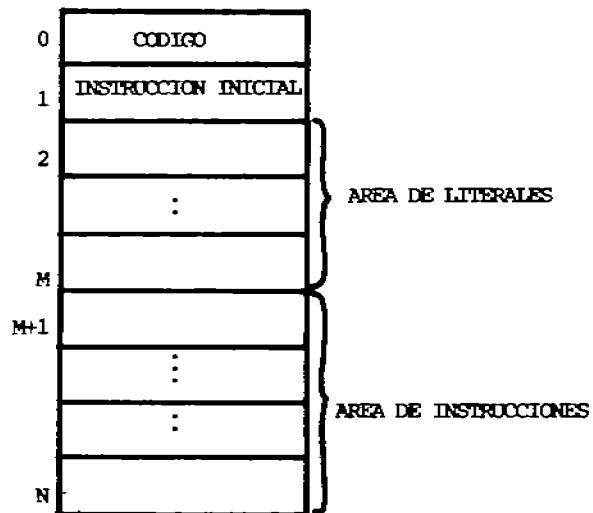 0 CODIGO
1 INSTRUCCION INICIAL
2
:
AREA DE LITERALES
M
M+1
:
:
AREA DE INSTRUCCIONES
N